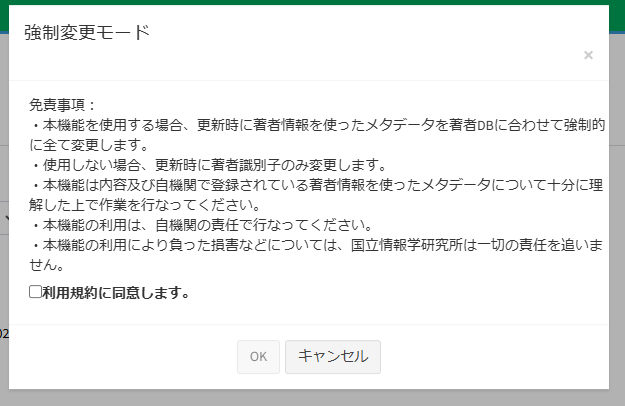 強制変更モード
×
免責事項：
・本機能を使用する場合、更新時に著者情報を使ったメタデータを著者DBに合わせて強制的
に全て変更します。
・使用しない場合、更新時に著者識別子のみ変更します。
・本機能は内容及び自機関で登録されている著者情報を使ったメタデータについて十分に理
解した上で作業を行なってください。
・本機能の利用は、自機関の責任で行なってください。
・本機能の利用により負った損害などについては、国立情報学研究所は一切の責任を追いま
せん。
利用規約に同意します。
02
OK キャンセル